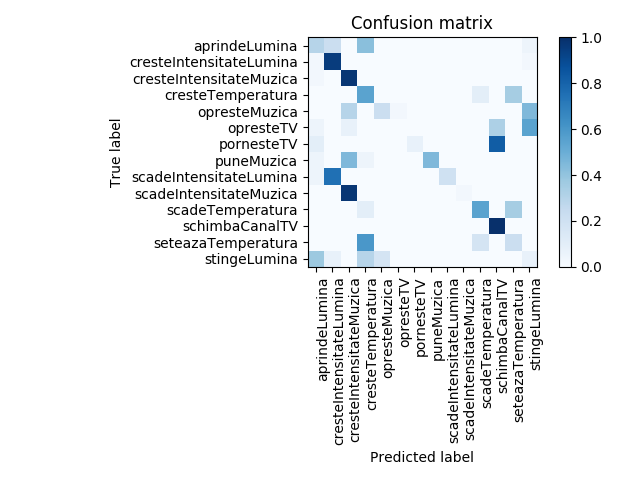 Confusion matrix
True label
aprindeLumina
cresteIntensitateLumina
cresteIntensitateMuzica
cresteTemperatura
opresteMuzica
opresteTV
pornesteTV
puneMuzica
scadeIntensitateLumina
scadeIntensitateMuzica
scadeTemperatura
schimbaCanalTV
seteazaTemperatura
stingeLumina
aprindeLumina
cresteIntensitateLumina
cresteIntensitateMuzica
cresteTemperatura
opresteMuzica
opresteTV
pornesteTV
puneMuzica
scadeIntensitateLumina
scadeIntensitateMuzica
scadeTemperatura
schimbaCanalTV
seteazaTemperatura
stingeLumina
Predicted label
1.0
0.8
0.6
0.4
0.2
0.0